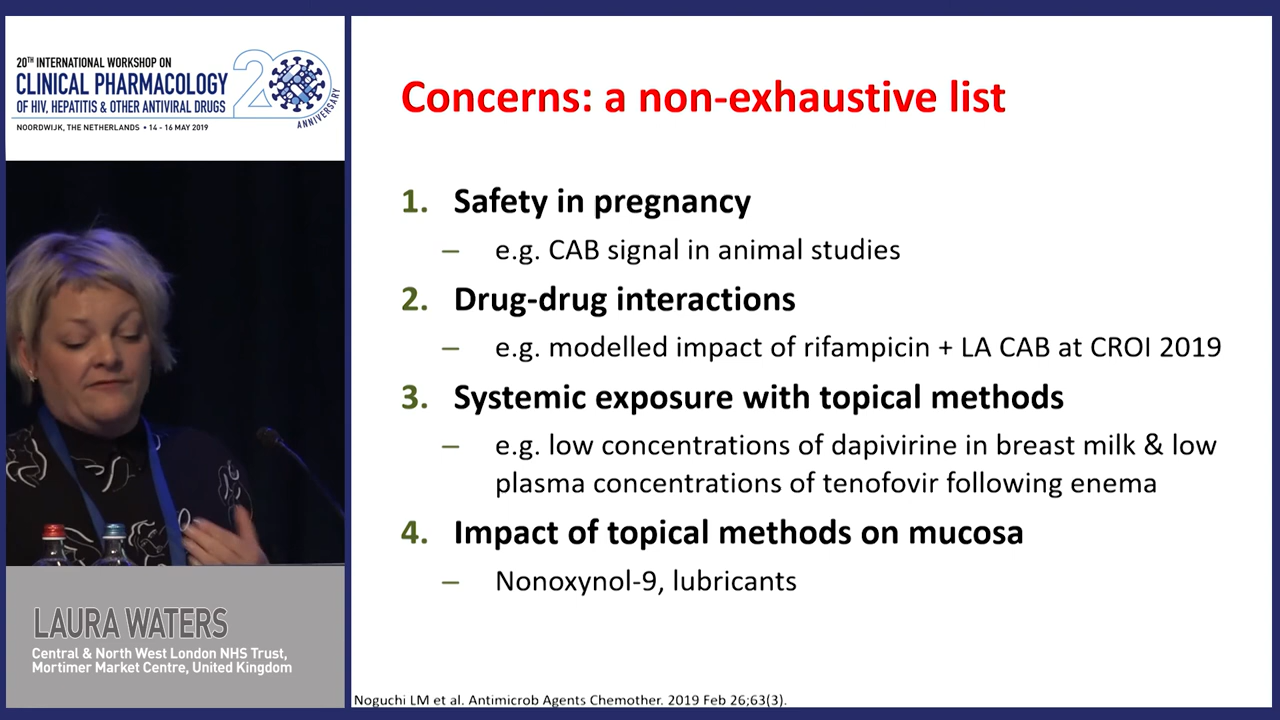 20TH INTERNATIONAL WORKSHOP ON
CLINICAL PHARMACOLOGY
OF HIV, HEPATITIS & OTHER ANTIVIRAL DRUGS
20
ANNIVERSARY
NOORDWIJK, THE NETHERLANDS • 14 - 16 MAY 2019
LAURA WATERS
Central & North West London NHS Trust,
Mortimer Market Centre, United Kingdom
Concerns: a non-exhaustive list
1. Safety in pregnancy
– e.g. CAB signal in animal studies
2. Drug-drug interactions
– e.g. modelled impact of rifampicin + LA CAB at CROI 2019
3. Systemic exposure with topical methods
– e.g. low concentrations of dapivirine in breast milk & low
plasma concentrations of tenofovir following enema
4. Impact of topical methods on mucosa
– Nonoxynol-9, lubricants
Noguchi LM et al. Antimicrob Agents Chemother. 2019 Feb 26;63(3).